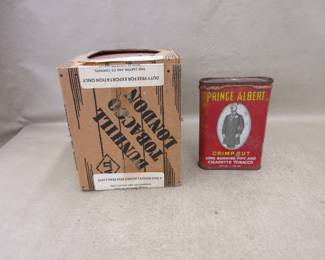 DUTY FREE FOR EXPORTATION ONLY
DUNHILL
TOBACCO
LONDON
PRINCE ALBERT
CRIMP CUT
LONG BURNING PIPE AND
CIGARETTE TOBACCO